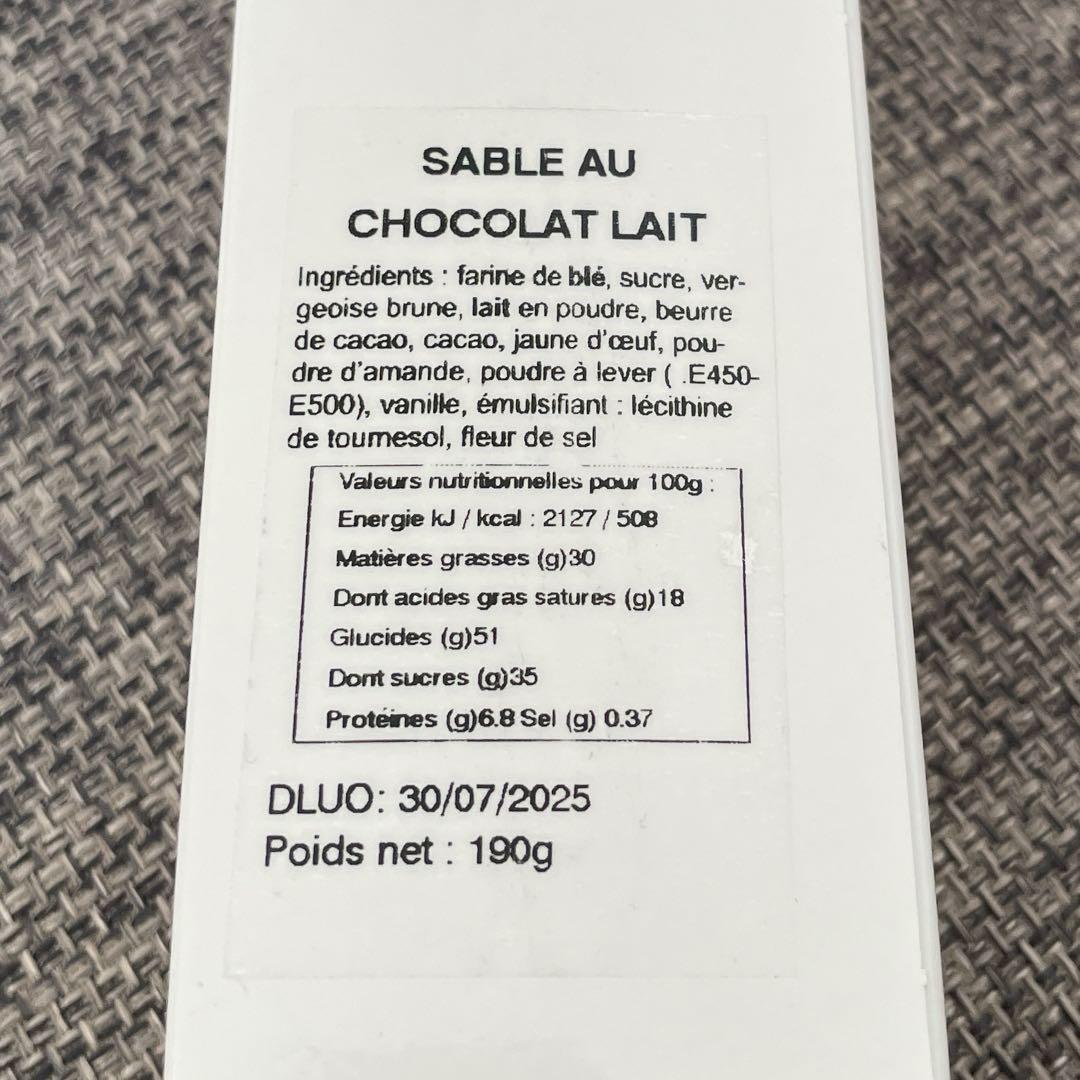 SABLE AU
CHOCOLAT LAIT
Ingrédients : farine de blé, sucre, ver-
geoise brune, lait en poudre, beurre
de cacao, cacao, jaune d'œuf, pou-
dre d'amande, poudre à lever ( .E450-
E500), vanille, émulsifiant : lécithine
de tournesol, fleur de sel
Valeurs nutritionnelles pour 100g :
Energie kJ / kcal : 2127 / 508
Matières grasses (g)30
Dont acides gras saturés (g)18
Glucides (g)51
Dont sucres (g)35
Protéines (g)6.8 Sel (g) 0.37
DLUO: 30/07/2025
Poids net : 190g